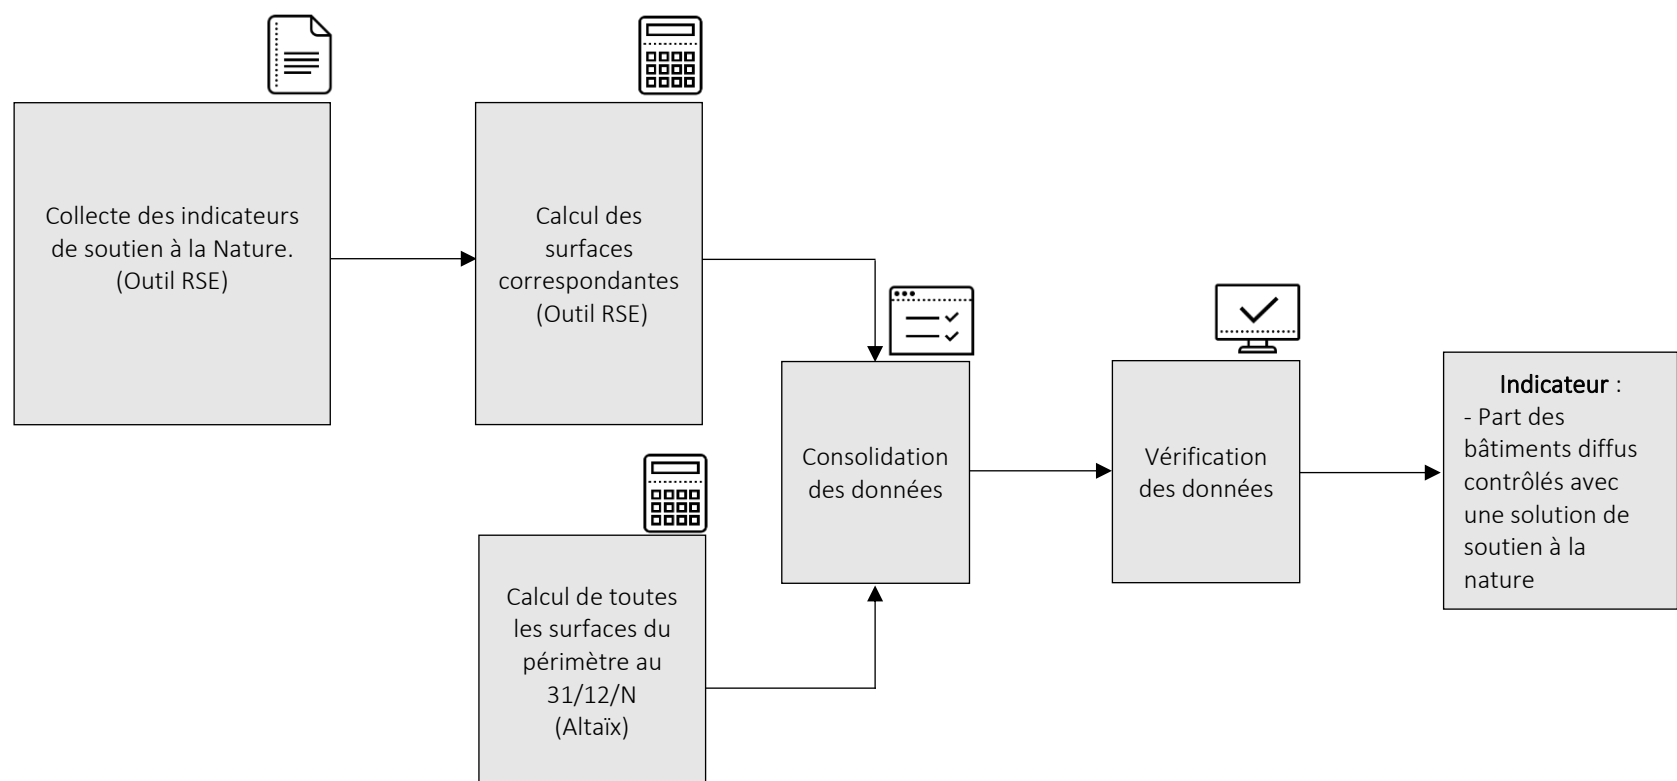 Collecte des indicateurs
de soutien à la Nature.
(Outil RSE)
Calcul des
surfaces
correspondantes
(Outil RSE)
Calcul de toutes
les surfaces du
périmètre au
31/12/N
(Altaïx)
Consolidation
des données
Vérification
des données
Indicateur :
- Part des
bâtiments diffus
contrôlés avec
une solution de
soutien à la
nature